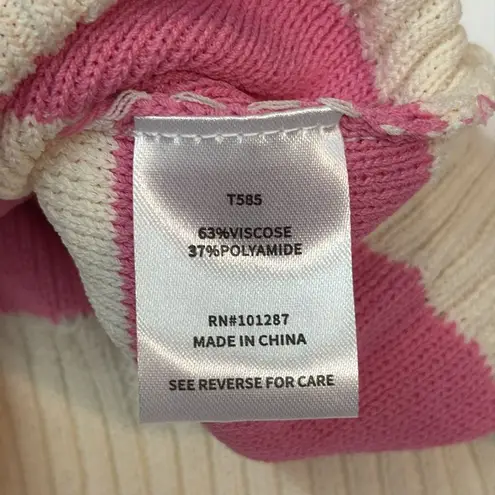 T585
63%VISCOSE
37%POLYAMIDE
RN#101287
MADE IN CHINA
SEE REVERSE FOR CARE